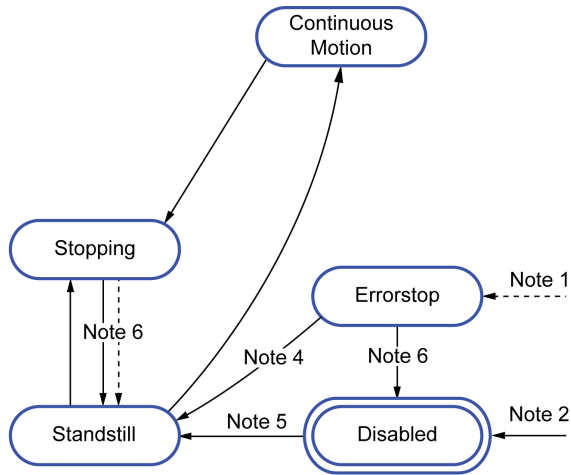 Continuous
Motion
Stopping
Errorstop
Note 1
Note 6
Note 4
Note 6
Standstill
Note 5
Disabled
Note 2